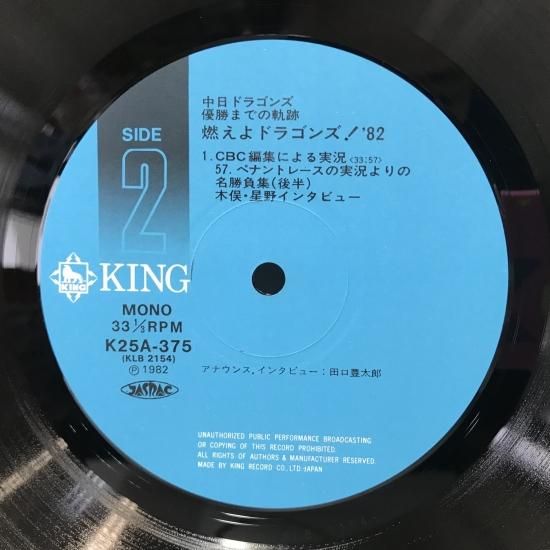 中日ドラゴンズ
優勝までの軌跡
燃えよドラゴンズ!'82
SIDE
2
1. CBC編集による実況〈33:57〉
57. ペナントレースの実況よりの
名勝負集(後半)
木俣・星野インタビュー
KING
KING
MONO
33 1/3 RPM
K25A-375
(KLB 2154)
Ⓟ 1982
JASRAC
アナウンス, インタビュー:田口豊太郎
UNAUTHORIZED PUBLIC PERFORMANCE BROADCASTING
OR COPYING OF THIS RECORD PROHIBITED.
ALL RIGHTS OF AUTHORS & MANUFACTURER RESERVED.
MADE BY KING RECORD CO., LTD. JAPAN